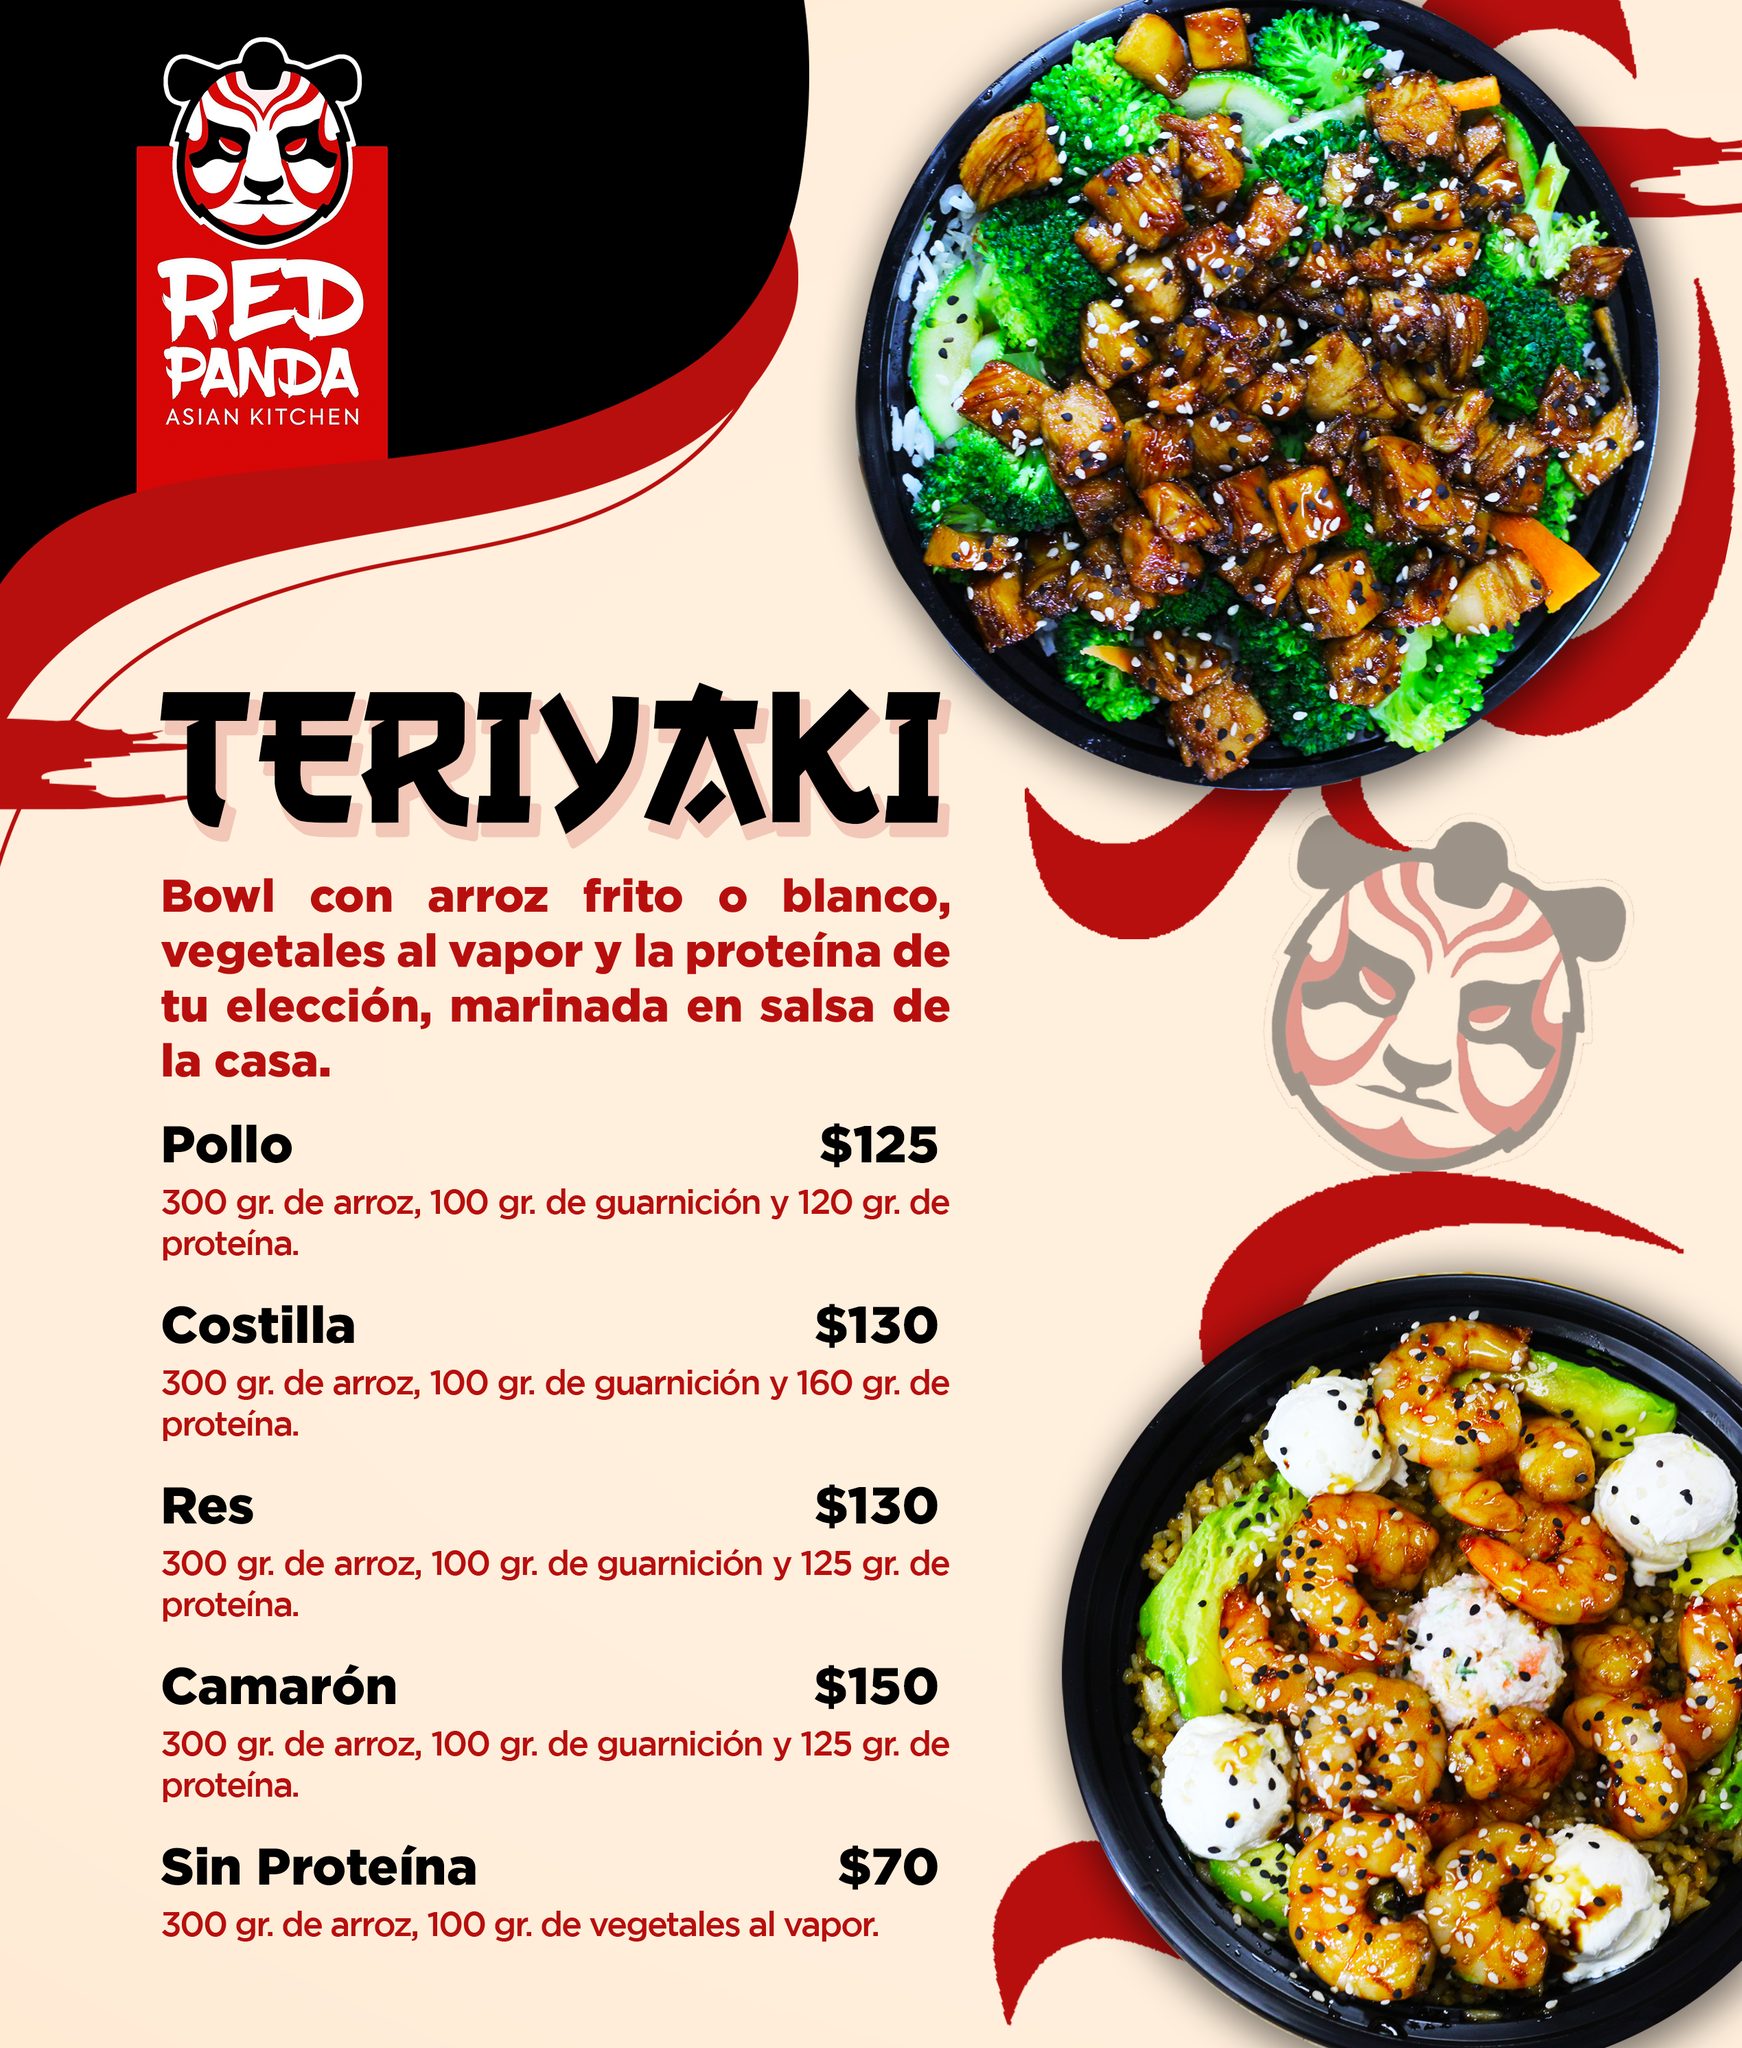 RED
PANDA
ASIAN KITCHEN
TERIYAKI
Bowl con arroz frito o blanco,
vegetales al vapor y la proteína de
tu elección, marinada en salsa de
la casa.
Pollo $125
300 gr. de arroz, 100 gr. de guarnición y 120 gr. de
proteína.
Costilla $130
300 gr. de arroz, 100 gr. de guarnición y 160 gr. de
proteína.
Res $130
300 gr. de arroz, 100 gr. de guarnición y 125 gr. de
proteína.
Camarón $150
300 gr. de arroz, 100 gr. de guarnición y 125 gr. de
proteína.
Sin Proteína $70
300 gr. de arroz, 100 gr. de vegetales al vapor.